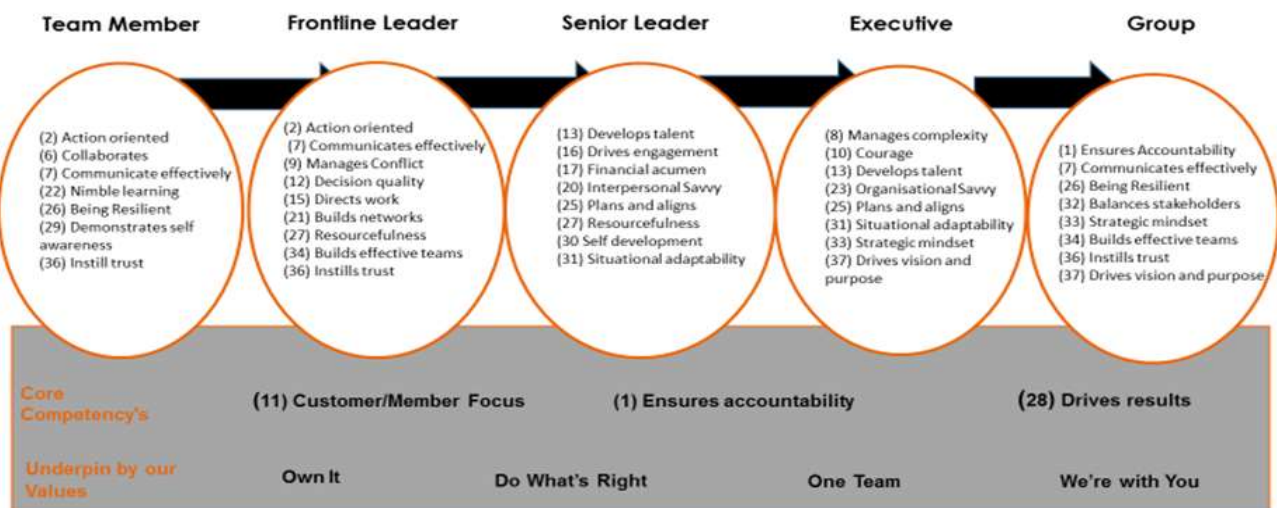 Team Member
Frontline Leader
Senior Leader
Executive
Group
(2) Action oriented
(6) Collaborates
(7) Communicate effectively
(22) Nimble learning
(26) Being Resilient
(29) Demonstrates self
awareness
(36) Instill trust
(2) Action oriented
(7) Communicates effectively
(9) Manages Conflict
(12) Decision quality
(15) Directs work
(21) Builds networks
(27) Resourcefulness
(34) Builds effective teams
(36) Instills trust
(13) Develops talent
(16) Drives engagement
(17) Financial acumen
(20) Interpersonal Savvy
(25) Plans and aligns
(27) Resourcefulness
(30 Self development
(31) Situational adaptability
(8) Manages complexity
(10) Courage
(13) Develops talent
(23) Organisational Savvy
(25) Plans and aligns
(31) Situational adaptability
(33) Strategic mindset
(37) Drives vision and
purpose
(1) Ensures Accountability
(7) Communicates effectively
(26) Being Resilient
(32) Balances stakeholders
(33) Strategic mindset
(34) Builds effective teams
(36) Instills trust
(37) Drives vision and purpose
Core
Competency's
(11) Customer/Member Focus
(1) Ensures accountability
(28) Drives results
Underpin by our
Values
Own It
Do What's Right
One Team
We're with You